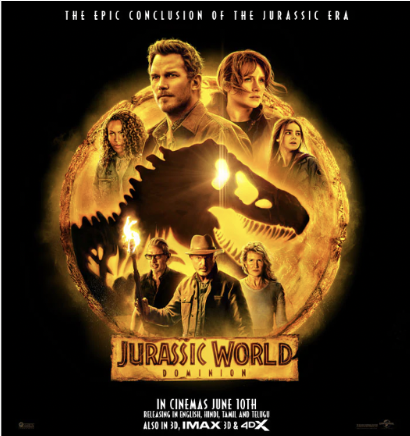 THE EPIC CONCLUSION OF THE JURASSIC ERA
JURASSIC WORLD
DOMINION
IN CINEMAS JUNE 10TH
RELEASING IN ENGLISH, HINDI, TAMIL AND TELUGU
ALSO IN 3D, IMAX 3D & 4DX